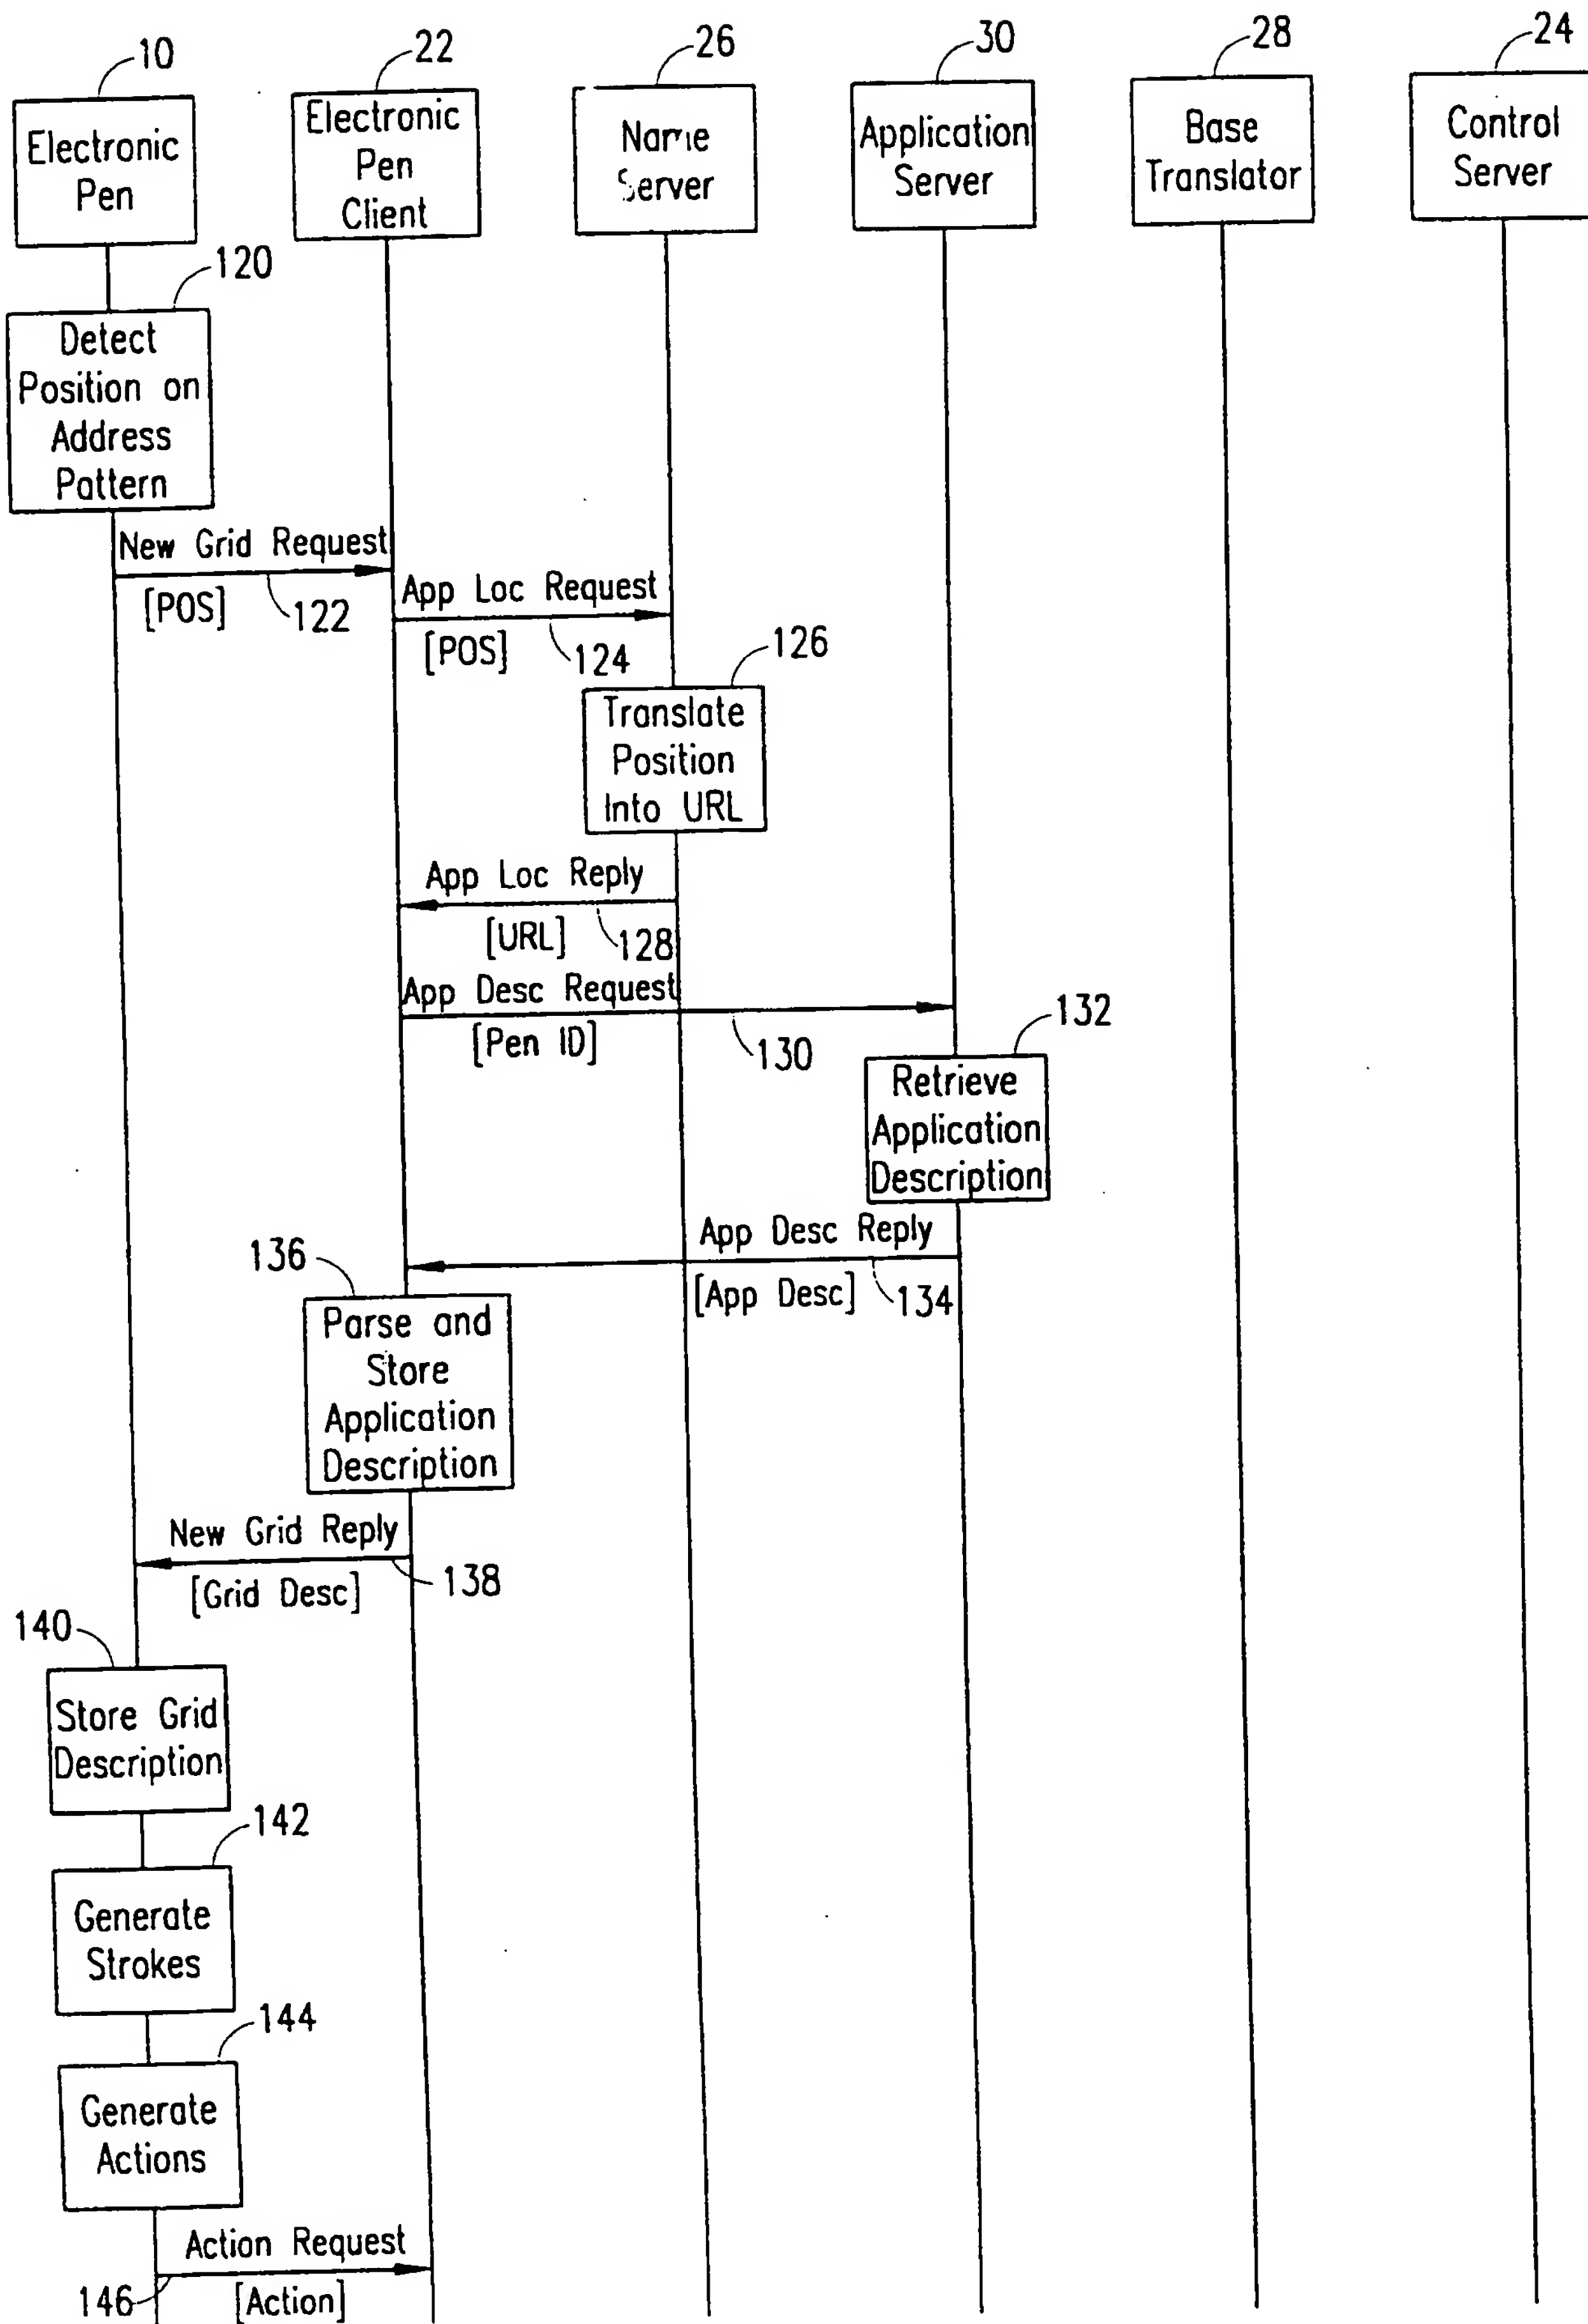 10
22
26
30
28
24
Electronic
Pen
Electronic
Pen
Client
Name
Server
Application
Server
Base
Translator
Control
Server
120
Detect
Position on
Address
Pattern
New Grid Request
[POS]
122
App Loc Request
[POS]
124
126
Translate
Position
Into URL
App Loc Reply
[URL]
128
App Desc Request
[Pen ID]
130
132
Retrieve
Application
Description
App Desc Reply
[App Desc]
134
136
Parse and
Store
Application
Description
New Grid Reply
[Grid Desc]
138
140
Store Grid
Description
142
Generate
Strokes
144
Generate
Actions
Action Request
146
[Action]